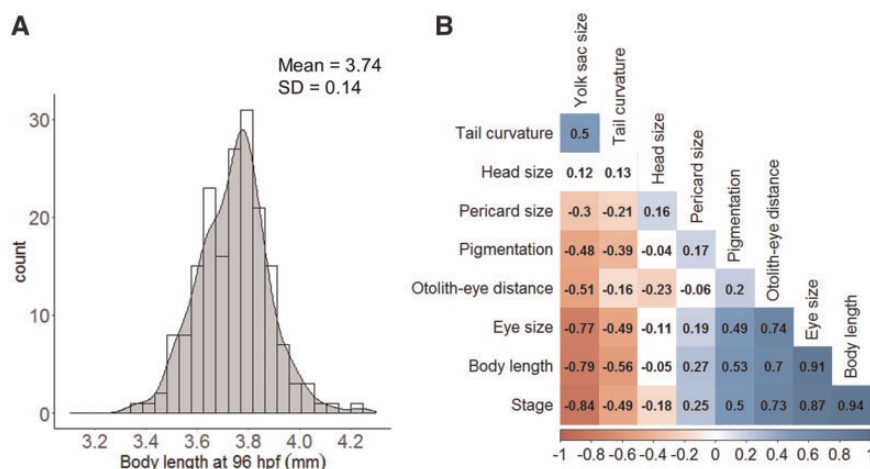 A
Mean = 3.74
SD = 0.14
count
30
20
10
0
3.2 3.4 3.6 3.8 4.0 4.2
Body length at 96 hpf (mm)
B
Yolk sac size
Tail curvature
Head size
Pericard size
Pigmentation
Otolith-eye distance
Eye size
Body length
Tail curvature 0.5
Head size 0.12 0.13
Pericard size -0.3 -0.21 0.16
Pigmentation -0.48 -0.39 -0.04 0.17
Otolith-eye distance -0.51 -0.16 -0.23 -0.06 0.2
Eye size -0.77 -0.49 -0.11 0.19 0.49 0.74
Body length -0.79 -0.56 -0.05 0.27 0.53 0.7 0.91
Stage -0.84 -0.49 -0.18 0.25 0.5 0.73 0.87 0.94
-1 -0.8 -0.6 -0.4 -0.2 0 0.2 0.4 0.6 0.8 1